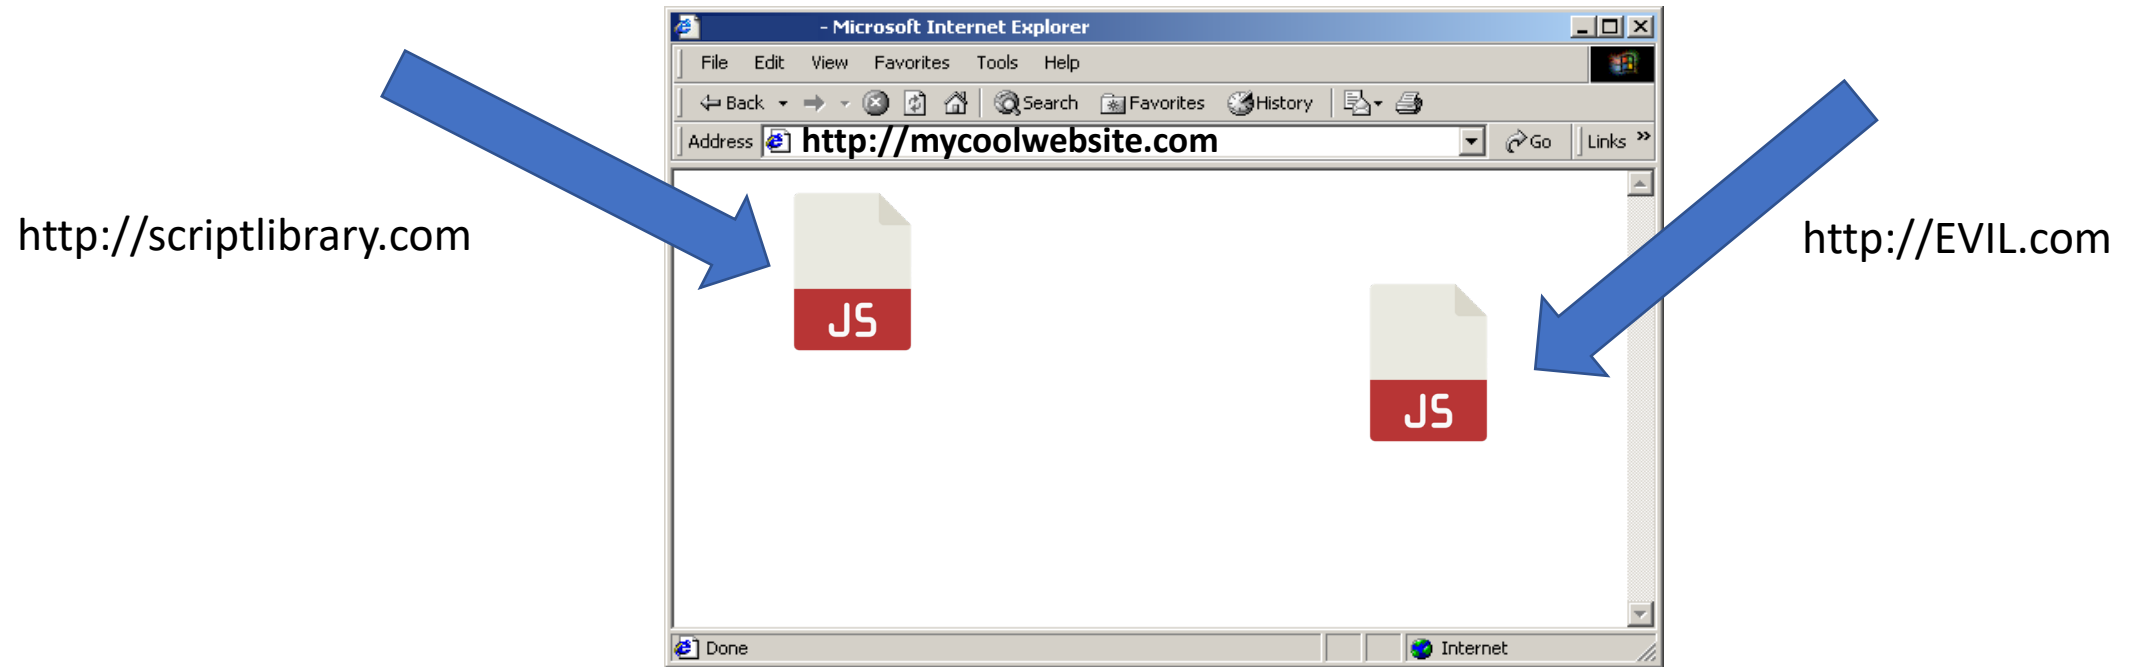 - Microsoft Internet Explorer
File Edit View Favorites Tools Help
Back Search Favorites History
Address http://mycoolwebsite.com Go Links »
http://scriptlibrary.com
http://EVIL.com
JS
JS
Done Internet